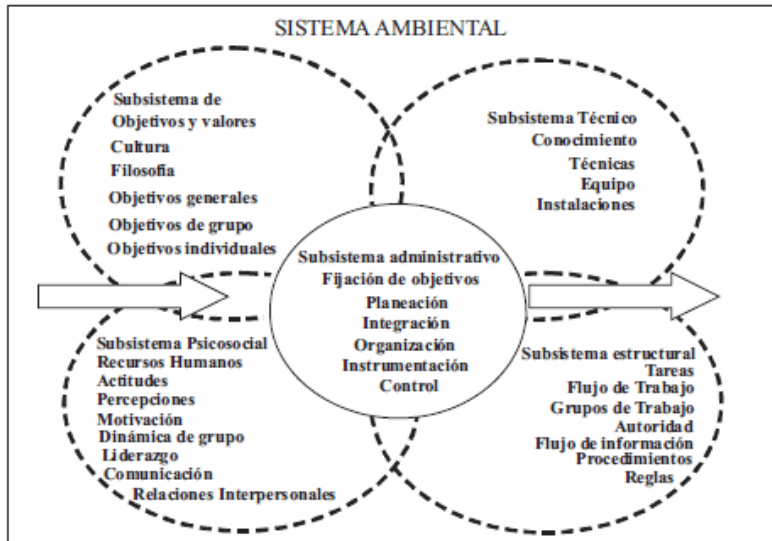 SISTEMA AMBIENTAL
Subsistema de
Objetivos y valores
Cultura
Filosofía
Objetivos generales
Objetivos de grupo
Objetivos individuales
Subsistema Técnico
Conocimiento
Técnicas
Equipo
Instalaciones
Subsistema administrativo
Fijación de objetivos
Planeación
Integración
Organización
Instrumentación
Control
Subsistema Psicosocial
Recursos Humanos
Actitudes
Percepciones
Motivación
Dinámica de grupo
Liderazgo
Comunicación
Relaciones Interpersonales
Subsistema estructural
Tareas
Flujo de Trabajo
Grupos de Trabajo
Autoridad
Flujo de información
Procedimientos
Reglas